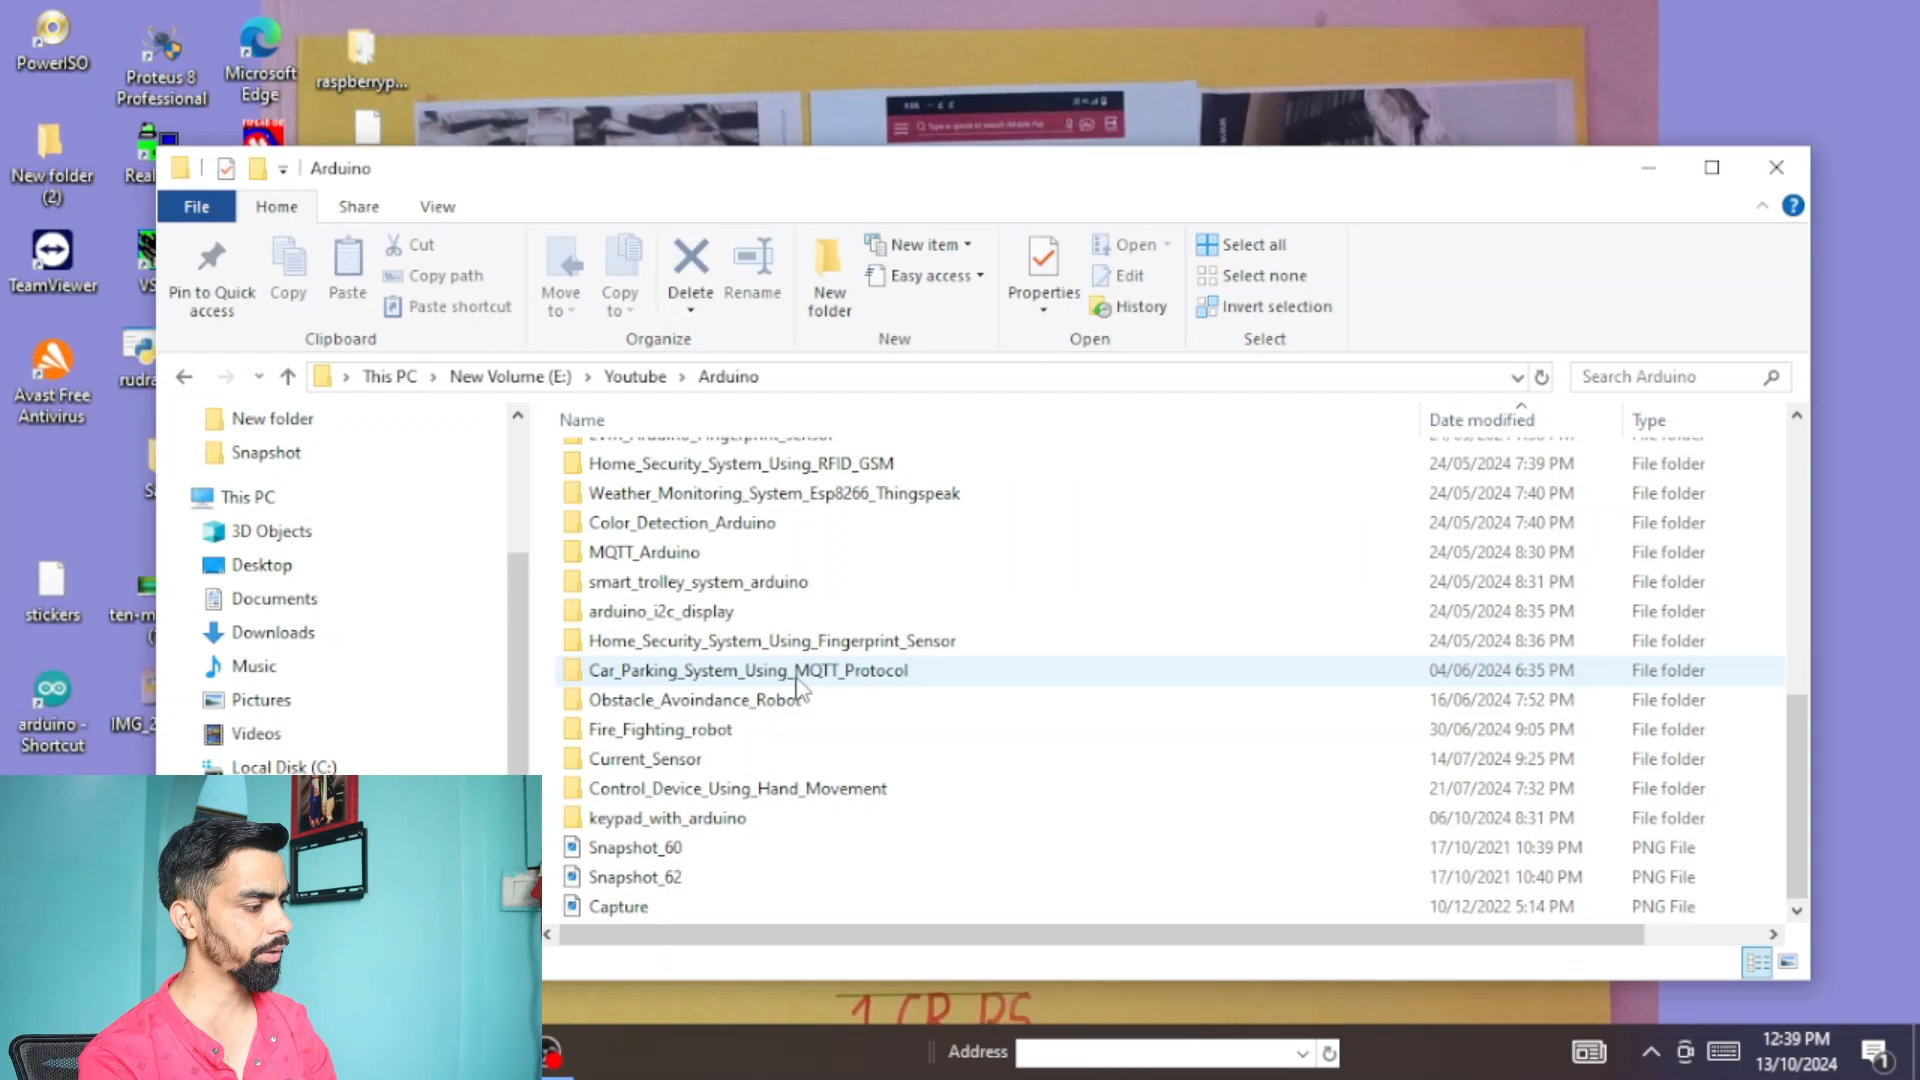 PowerISO
Proteus 8
Professional
Microsoft
Edge
raspberryp...
New folder
(2)
TeamViewer
Avast Free
Antivirus
stickers
arduino -
Shortcut
Arduino
File
Home
Share
View
Pin to Quick
access
Copy
Paste
Cut
Copy path
Paste shortcut
Clipboard
Move
to
Copy
to
Delete
Rename
Organize
New
folder
New item
Easy access
New
Properties
Open
Edit
History
Open
Select all
Select none
Invert selection
Select
This PC > New Volume (E:) > Youtube > Arduino
Search Arduino
New folder
Snapshot
This PC
3D Objects
Desktop
Documents
Downloads
Music
Pictures
Videos
Local Disk (C:)
Name Date modified Type
Home_Security_System_Using_RFID_GSM 24/05/2024 7:39 PM File folder
Weather_Monitoring_System_Esp8266_Thingspeak 24/05/2024 7:40 PM File folder
Color_Detection_Arduino 24/05/2024 7:40 PM File folder
MQTT_Arduino 24/05/2024 8:30 PM File folder
smart_trolley_system_arduino 24/05/2024 8:31 PM File folder
arduino_i2c_display 24/05/2024 8:35 PM File folder
Home_Security_System_Using_Fingerprint_Sensor 24/05/2024 8:36 PM File folder
Car_Parking_System_Using_MQTT_Protocol 04/06/2024 6:35 PM File folder
Obstacle_Avoindance_Robot 16/06/2024 7:52 PM File folder
Fire_Fighting_robot 30/06/2024 9:05 PM File folder
Current_Sensor 14/07/2024 9:25 PM File folder
Control_Device_Using_Hand_Movement 21/07/2024 7:32 PM File folder
keypad_with_arduino 06/10/2024 8:31 PM File folder
Snapshot_60 17/10/2021 10:39 PM PNG File
Snapshot_62 17/10/2021 10:40 PM PNG File
Capture 10/12/2022 5:14 PM PNG File
Address
12:39 PM
13/10/2024
1